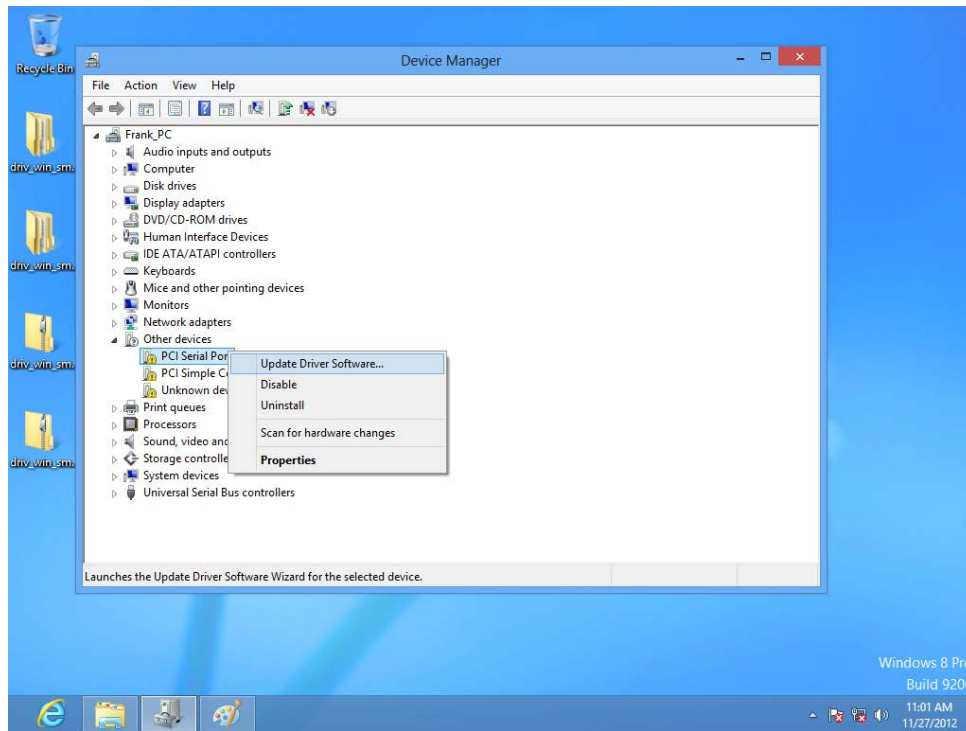 Recycle Bin
Device Manager
File Action View Help
Frank_PC
Audio inputs and outputs
Computer
Disk drives
Display adapters
DVD/CD-ROM drives
Human Interface Devices
IDE ATA/ATAPI controllers
Keyboards
Mice and other pointing devices
Monitors
Network adapters
Other devices
PCI Serial Por
PCI Simple C
Unknown dev
Print queues
Processors
Sound, video and
Storage controlle
System devices
Universal Serial Bus controllers
Update Driver Software...
Disable
Uninstall
Scan for hardware changes
Properties
Launches the Update Driver Software Wizard for the selected device.
driv_win_sm
driv_win_sm
driv_win_sm
driv_win_sm
Windows 8 Pr
Build 920
11:01 AM
11/27/2012